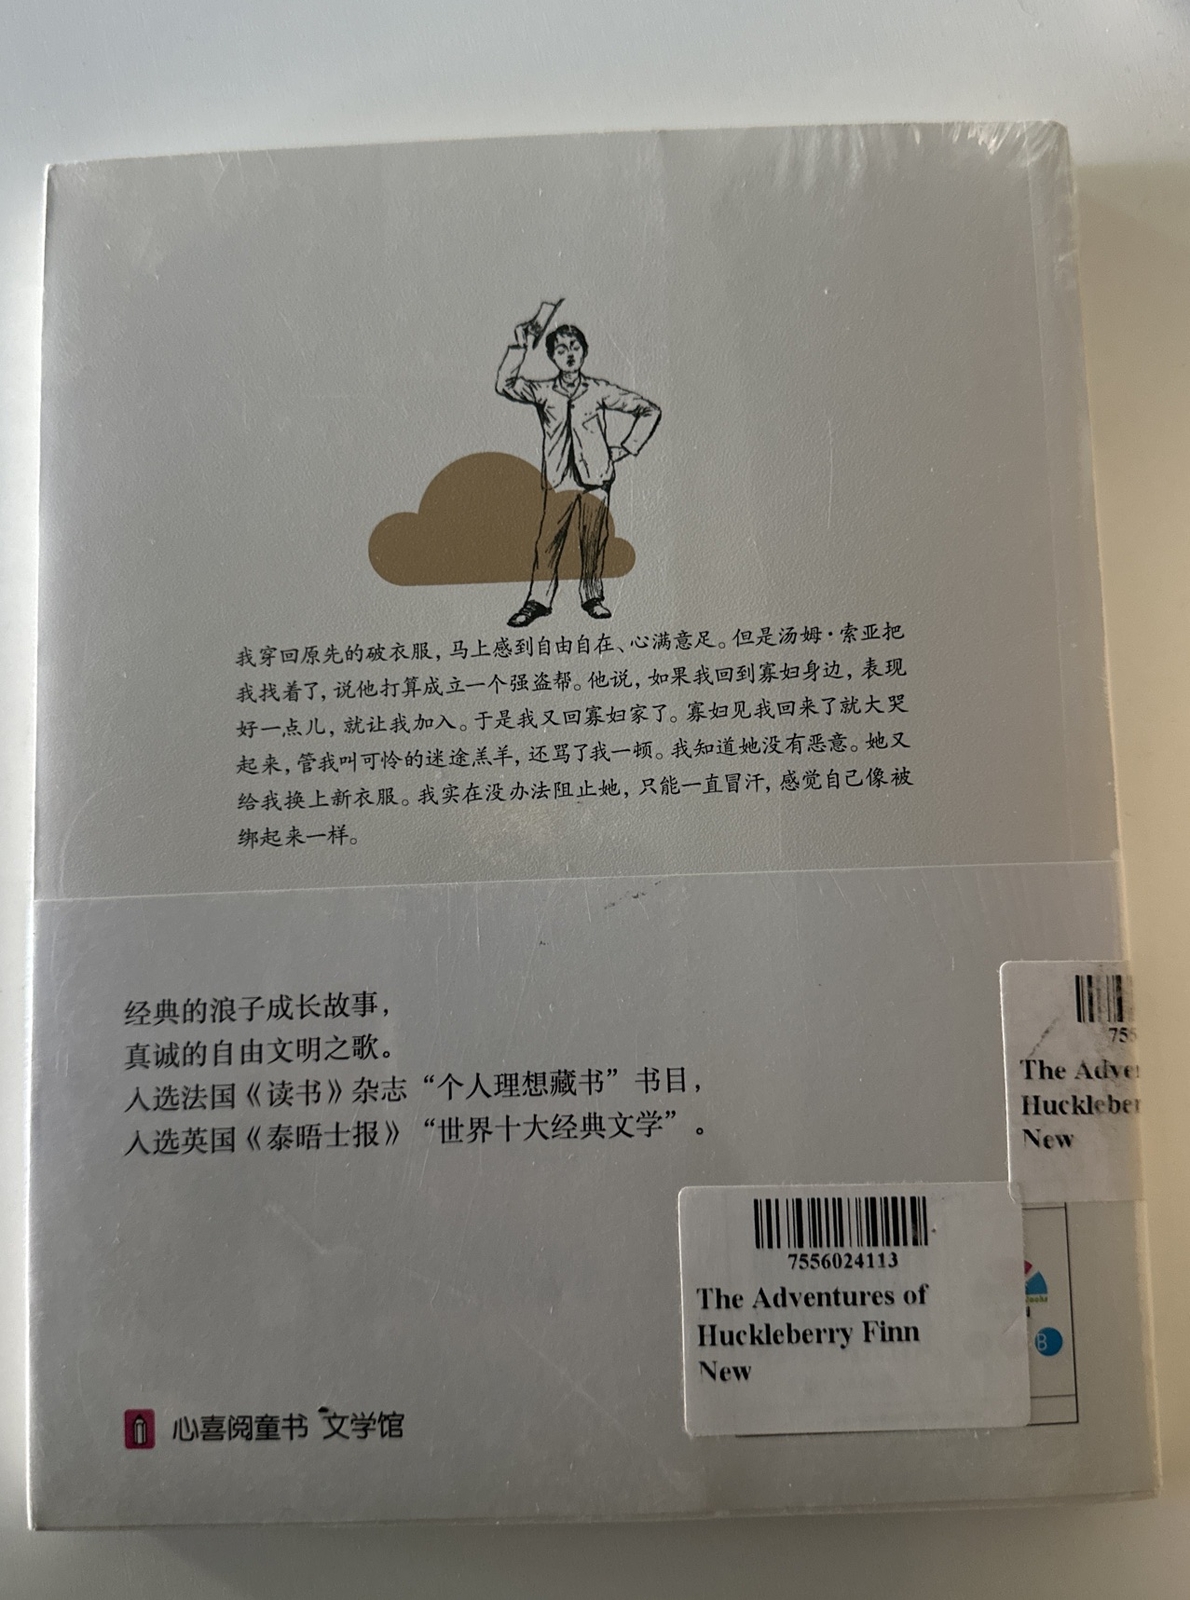 我穿回原先的破衣服，马上感到自由自在、心满意足。但是汤姆·索亚把
我找着了，说他打算成立一个强盗帮。他说，如果我回到寡妇身边，表现
好一点儿，就让我加入。于是我又回寡妇家了。寡妇见我回来了就大哭
起来，管我叫可怜的迷途羔羊，还骂了我一顿。我知道她没有恶意。她又
给我换上新衣服。我实在没办法阻止她，只能一直冒汗，感觉自己像被
绑起来一样。
经典的浪子成长故事，
真诚的自由文明之歌。
入选法国《读书》杂志“个人理想藏书”书目，
入选英国《泰晤士报》“世界十大经典文学”。
755
The Adve
Huckleber
New
7556024113
The Adventures of
Huckleberry Finn
New
B
心喜阅童书 文学馆